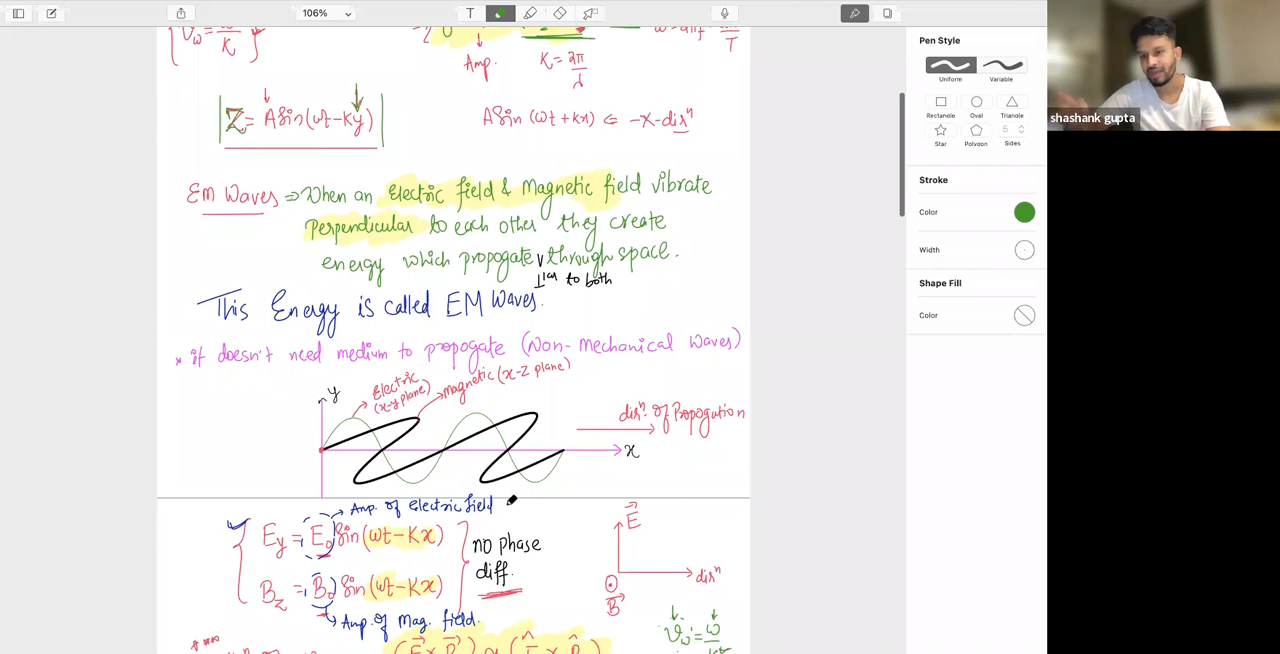 106%
T
Pen Style
Uniform
Variable
Rectangle
Oval
Triangle
5
Star
Polygon
Sides
Stroke
Color
Width
Shape Fill
Color
shashank gupta
Vω = ω/K
Amp.
K = 2π/λ
Z = A sin(ωt - ky)
A sin (ωt + kx) ⇐ -x-dirⁿ
EM Waves ⇒ When an Electric field & Magnetic field vibrate
perpendicular to each other they create
energy which propogate through space.
⊥ʳ to both
This Energy is called EM Waves.
* it doesn't need medium to propogate (Non-Mechanical Waves)
y
Electric
(x-y plane)
Magnetic (x-z plane)
dirⁿ. of Propogation
x
Amp. of Electric field
Ey = E₀ sin(ωt - Kx)
Bz = B₀ sin(ωt - Kx)
no phase
diff.
Amp. of Mag. field.
E
dirⁿ
B
Vω = ω